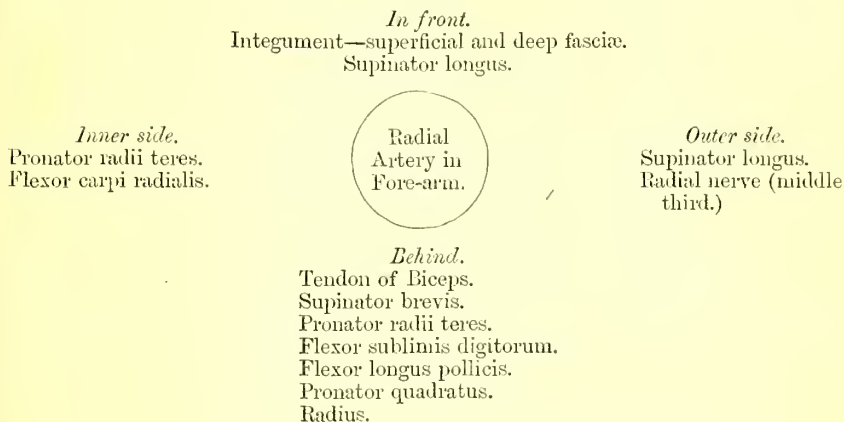 In front.
Integument—superficial and deep fasciæ.
Supinator longus.
Inner side.
Pronator radii teres.
Flexor carpi radialis.
Radial
Artery in
Fore-arm.
Outer side.
Supinator longus.
Radial nerve (middle
third.)
Behind.
Tendon of Biceps.
Supinator brevis.
Pronator radii teres.
Flexor sublimis digitorum.
Flexor longus pollicis.
Pronator quadratus.
Radius.